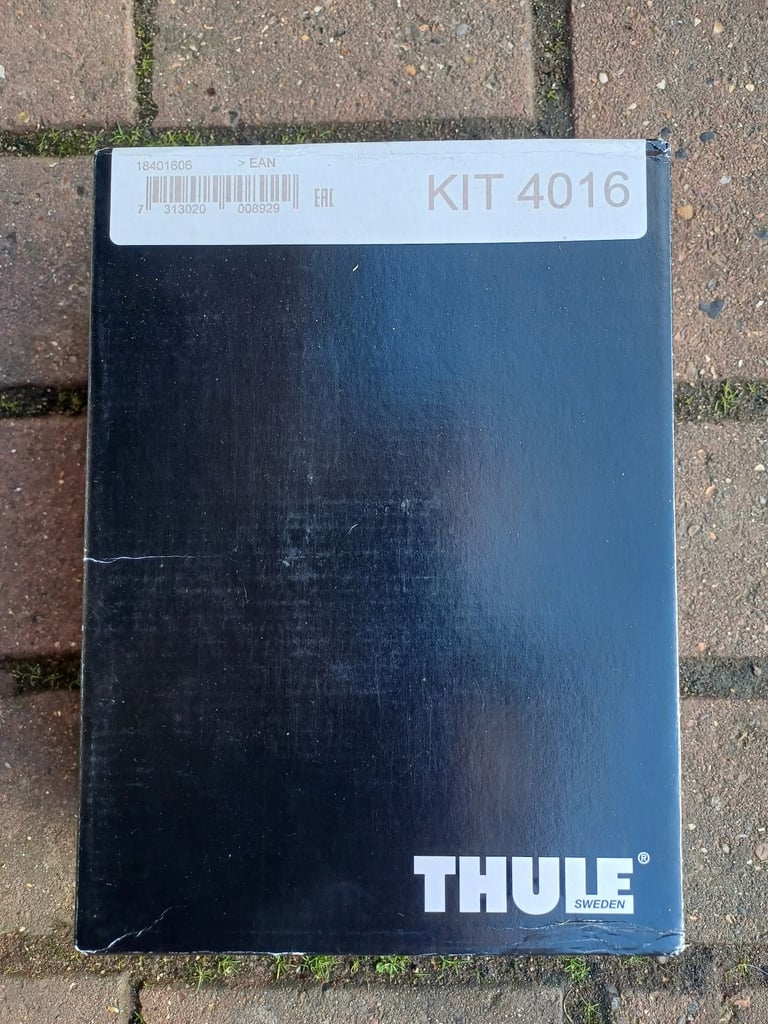 18401606 > EAN
7 313020 008929 EAC KIT 4016
THULE®
SWEDEN